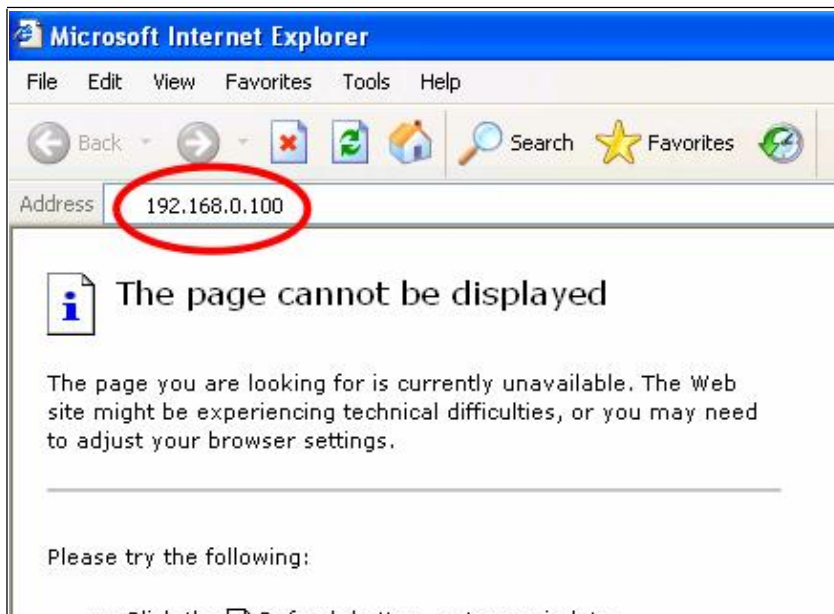 Microsoft Internet Explorer
File Edit View Favorites Tools Help
Back Search Favorites
Address 192.168.0.100
The page cannot be displayed
The page you are looking for is currently unavailable. The Web
site might be experiencing technical difficulties, or you may need
to adjust your browser settings.
Please try the following: